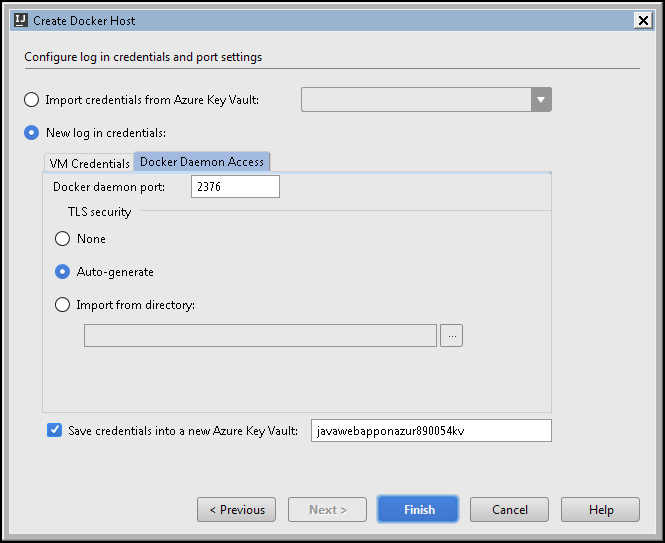 IJ Create Docker Host
Configure log in credentials and port settings
Import credentials from Azure Key Vault:
New log in credentials:
VM Credentials Docker Daemon Access
Docker daemon port: 2376
TLS security
None
Auto-generate
Import from directory:
...
Save credentials into a new Azure Key Vault: javawebapponazur890054kv
< Previous Next > Finish Cancel Help